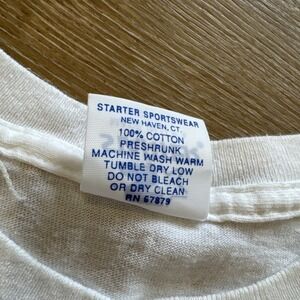 STARTER SPORTSWEAR
NEW HAVEN, CT.
100% COTTON
PRESHRUNK
MACHINE WASH WARM
TUMBLE DRY LOW
DO NOT BLEACH
OR DRY CLEAN
RN 67879